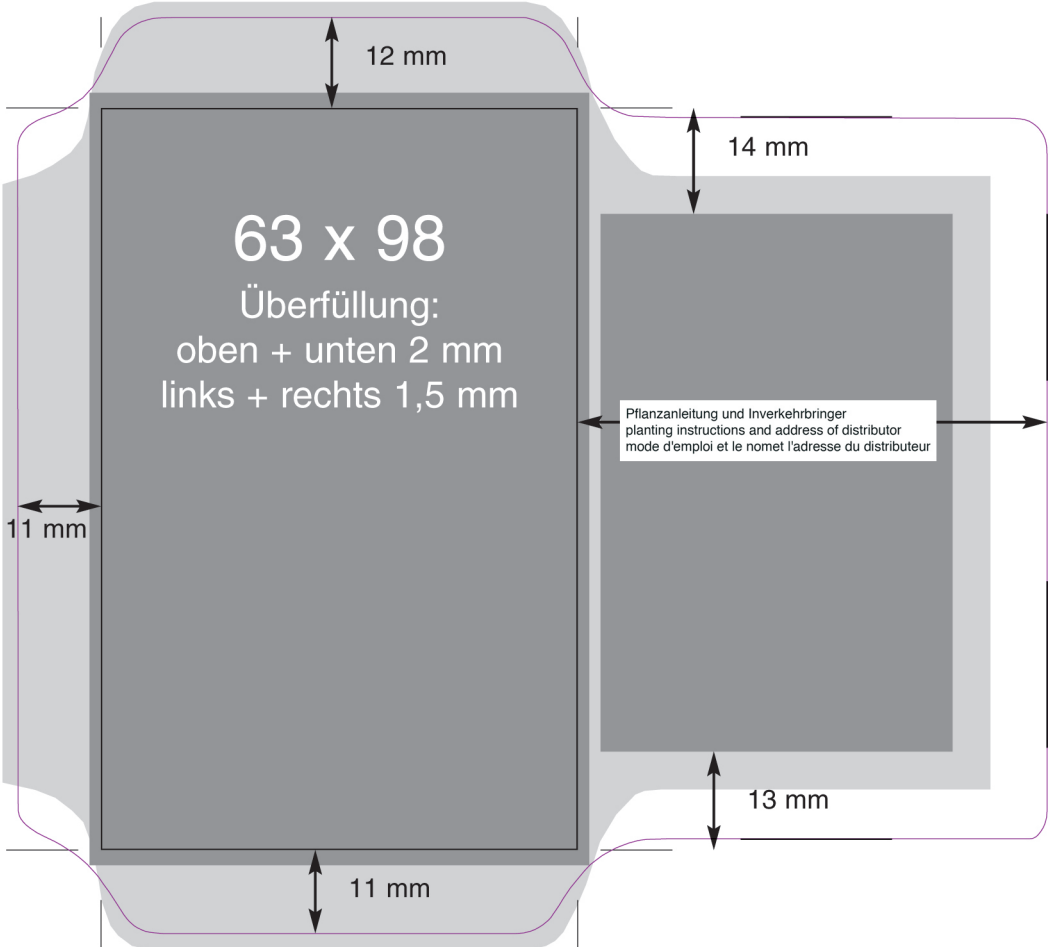 12 mm
14 mm
63 x 98
Überfüllung:
oben + unten 2 mm
links + rechts 1,5 mm
Pflanzanleitung und Inverkehrbringer
planting instructions and address of distributor
mode d'emploi et le nomet l'adresse du distributeur
11 mm
13 mm
11 mm